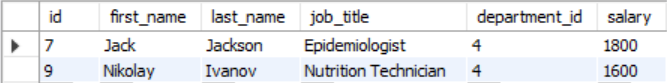 id first_name last_name job_title department_id salary
7 Jack Jackson Epidemiologist 4 1800
9 Nikolay Ivanov Nutrition Technician 4 1600